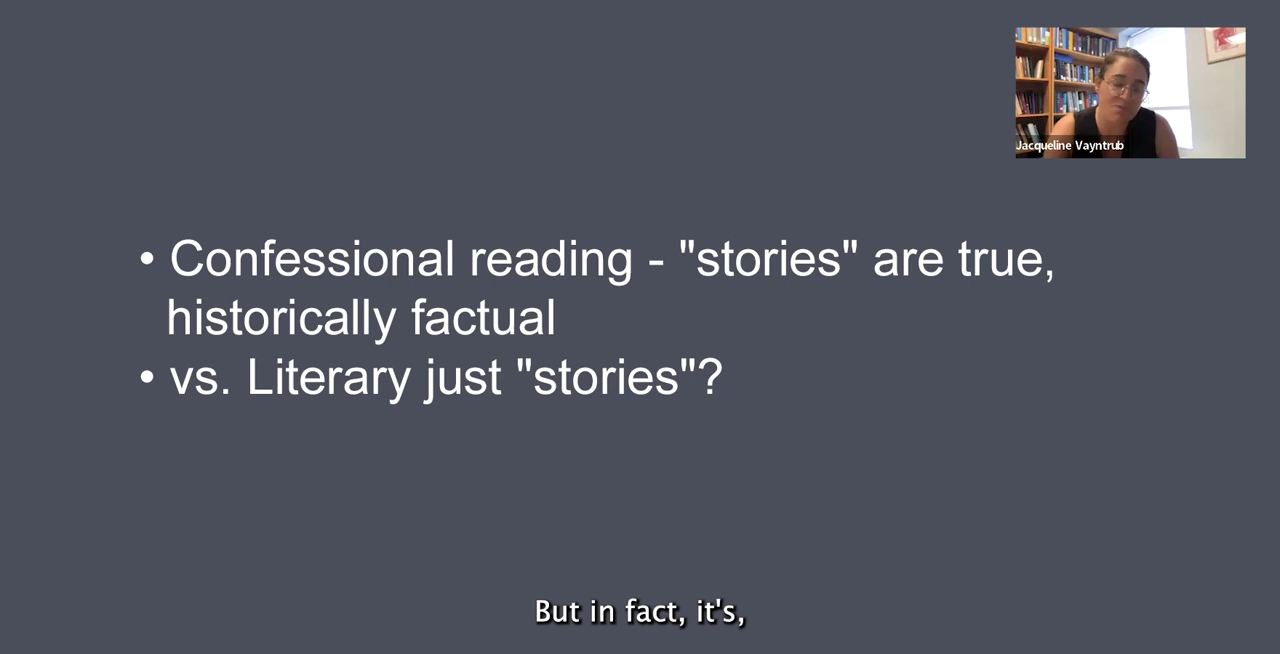 Jacqueline Vayntrub
• Confessional reading - "stories" are true,
historically factual
• vs. Literary just "stories"?
But in fact, it's,